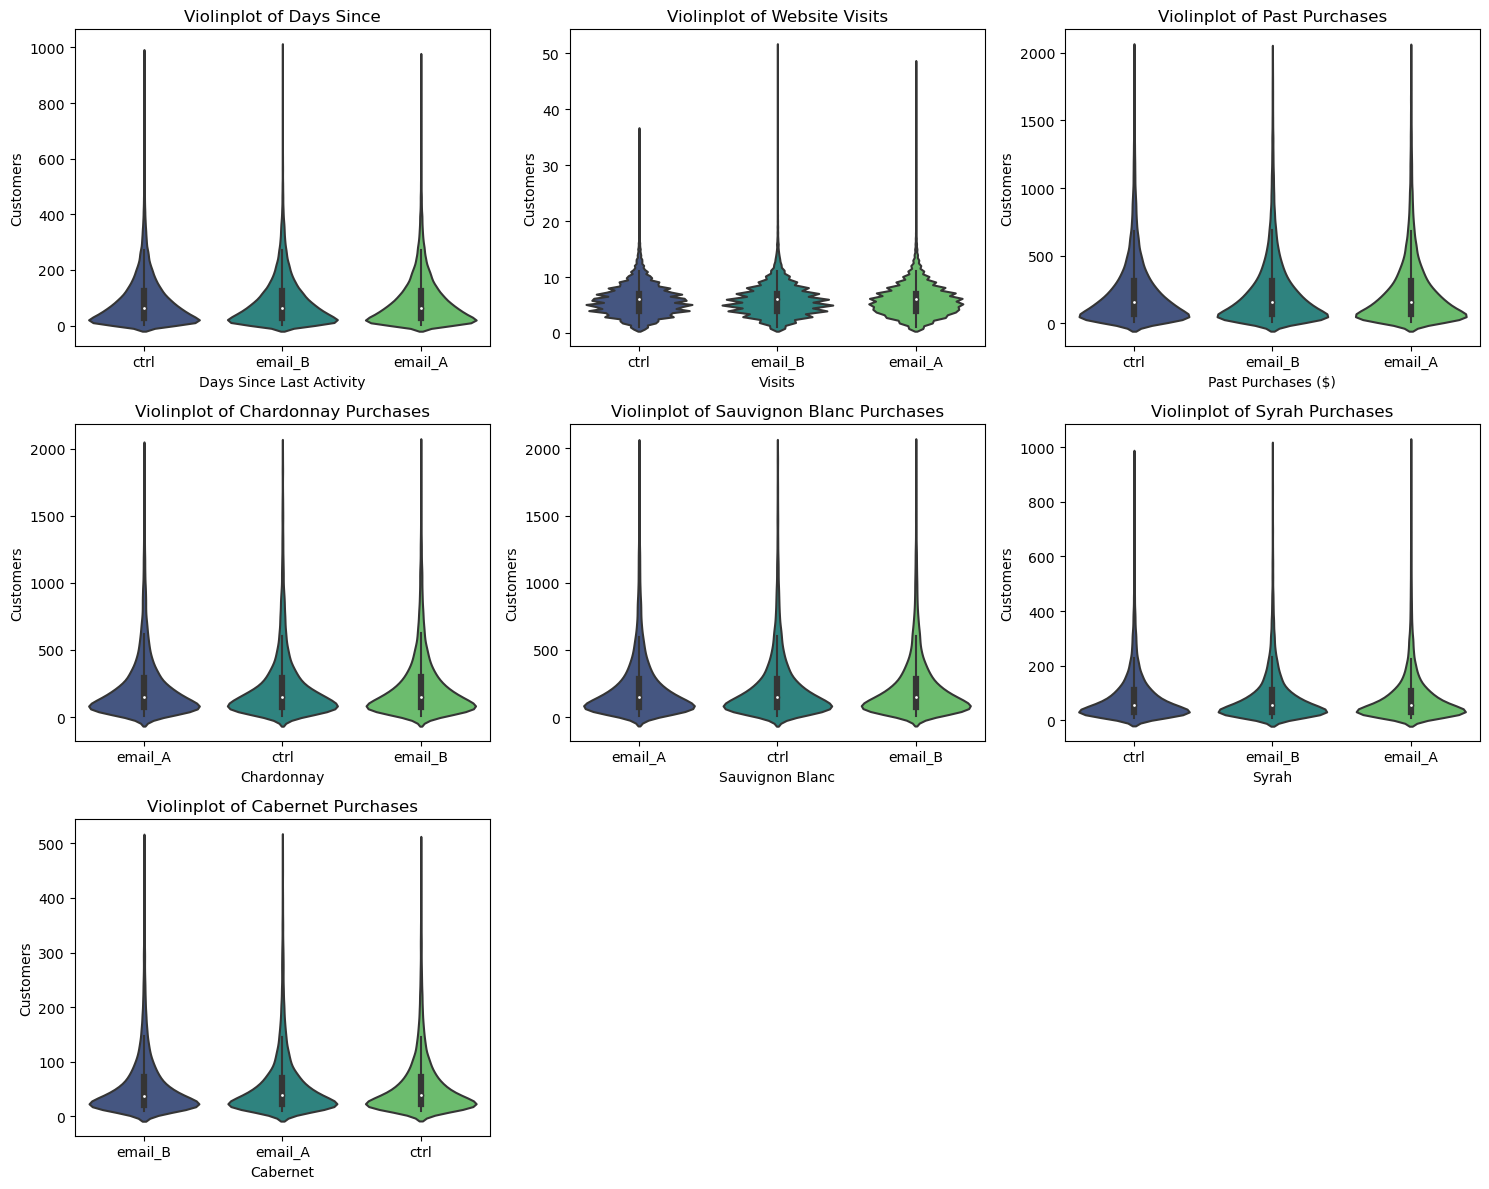 Violinplot of Days Since
Customers
1000
800
600
400
200
0
ctrl email_B email_A
Days Since Last Activity
Violinplot of Website Visits
Customers
50
40
30
20
10
0
ctrl email_B email_A
Visits
Violinplot of Past Purchases
Customers
2000
1500
1000
500
0
ctrl email_B email_A
Past Purchases ($)
Violinplot of Chardonnay Purchases
Customers
2000
1500
1000
500
0
email_A ctrl email_B
Chardonnay
Violinplot of Sauvignon Blanc Purchases
Customers
2000
1500
1000
500
0
email_A ctrl email_B
Sauvignon Blanc
Violinplot of Syrah Purchases
Customers
1000
800
600
400
200
0
ctrl email_B email_A
Syrah
Violinplot of Cabernet Purchases
Customers
500
400
300
200
100
0
email_B email_A ctrl
Cabernet